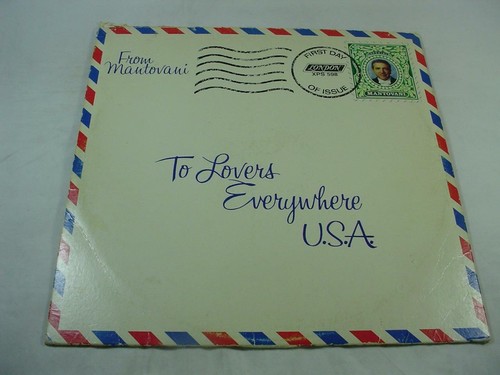 From
Mantovani
FIRST DAY
LONDON
XPS 598
OF ISSUE
MANTOVANI
To Lovers
Everywhere
U.S.A.